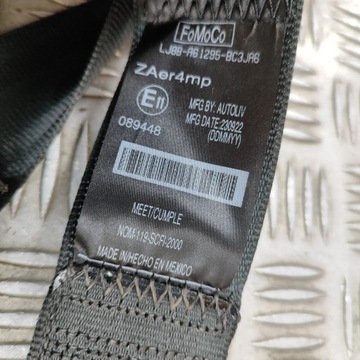 FoMoCo
LJ8B-A61295-BC3JA6
ZAer4mp
E11
089448
MFG BY: AUTOLIV
MFG DATE:230922
(DDMMYY)
MEET/CUMPLE
NOM-119-SCFI-2000
MADE IN/HECHO EN MEXICO